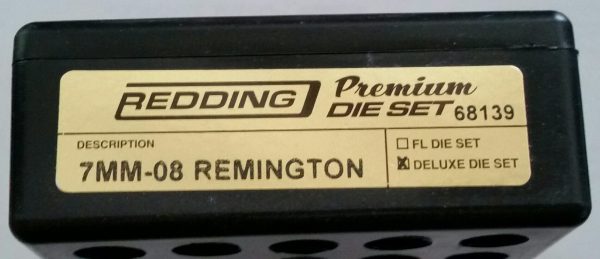 REDDING Premium
DIE SET 68139
DESCRIPTION
7MM-08 REMINGTON
☐ FL DIE SET
☒ DELUXE DIE SET